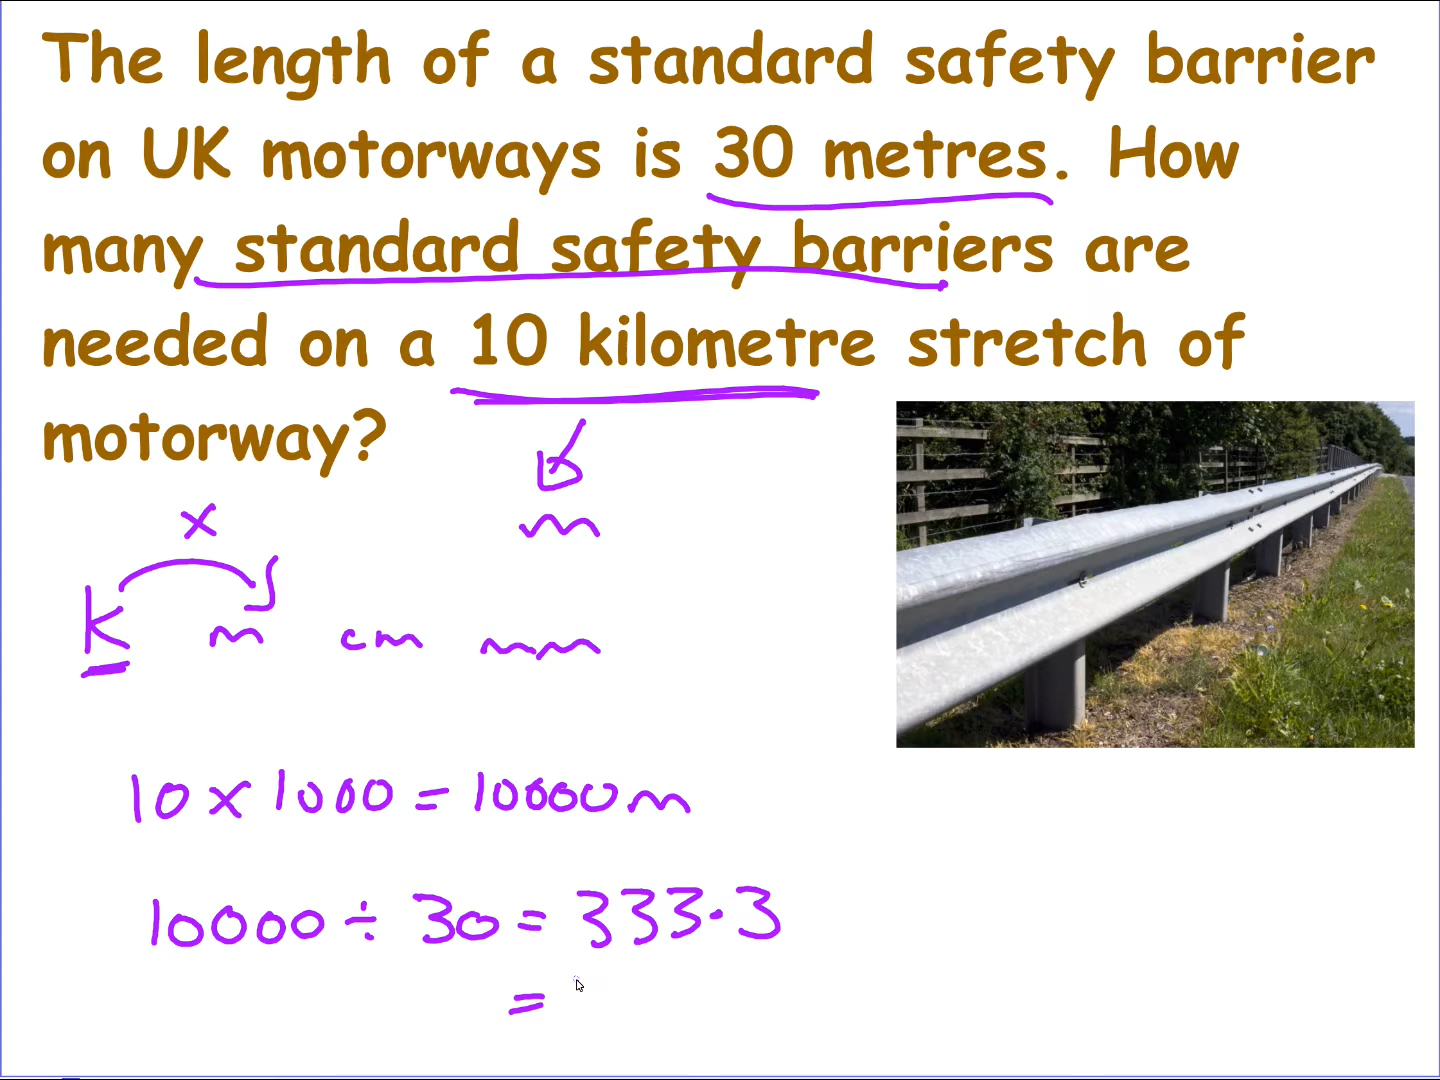 The length of a standard safety barrier
on UK motorways is 30 metres. How
many standard safety barriers are
needed on a 10 kilometre stretch of
motorway?
m
x
K m cm mm
10 x 1000 = 10000m
10000 ÷ 30 = 333.3
=